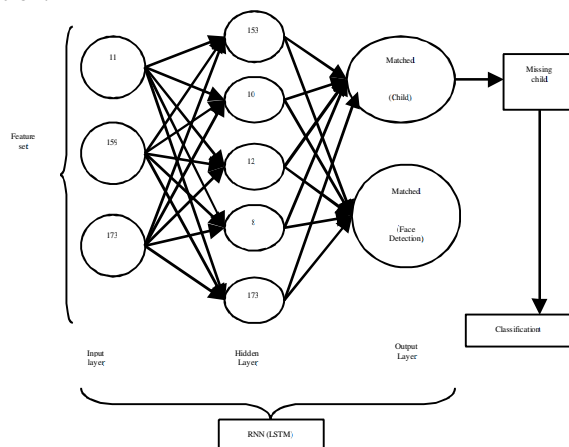 11
159
173
Feature
set
153
10
12
8
173
Matched
(Child)
Matched
(Face
Detection)
Missing
child
Classification
Input
layer
Hidden
Layer
Output
Layer
RNN (LSTM)